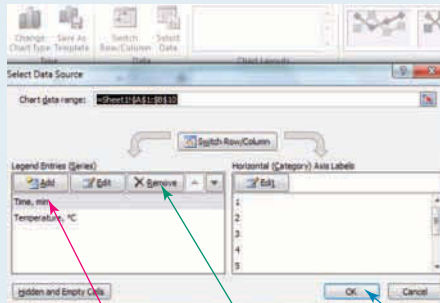 Change Chart Type
Save As Template
Switch Row/Column
Select Data
Type
Data
Chart Layouts
Select Data Source
Chart data range:
=Sheet1!$A$1:$B$10
Switch Row/Column
Legend Entries (Series)
Horizontal (Category) Axis Labels
Add
Edit
Remove
Edit
Time, min
Temperature, °C
1
2
3
4
5
Hidden and Empty Cells
OK
Cancel